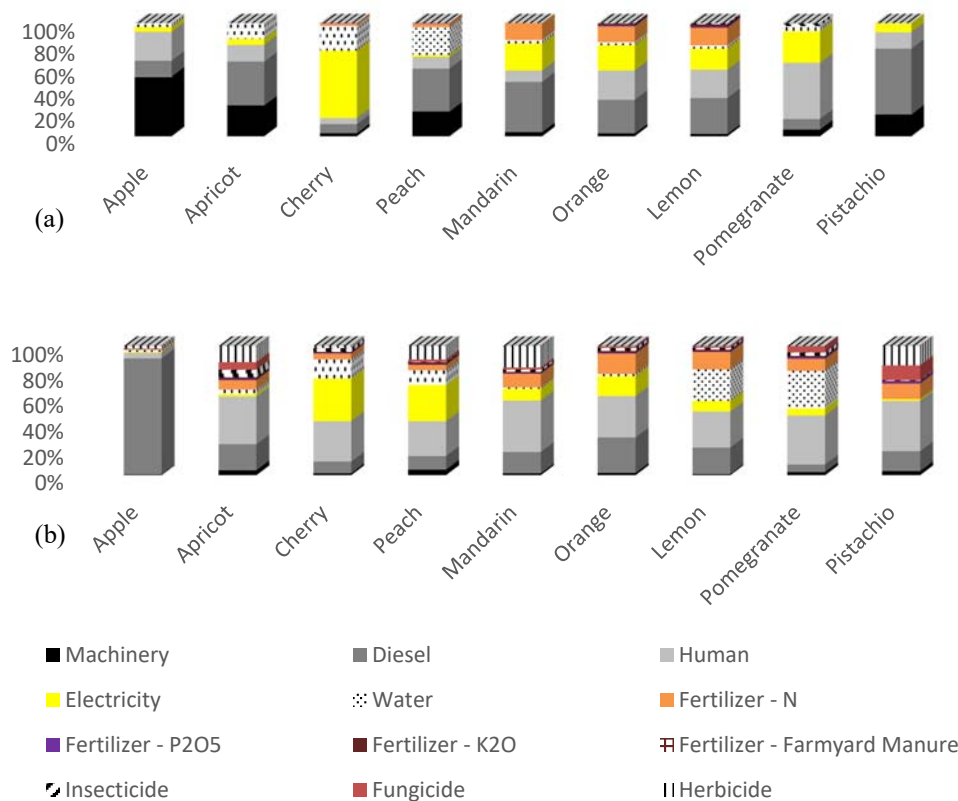 100%
80%
60%
40%
20%
0%
Apple
Apricot
Cherry
Peach
Mandarin
Orange
Lemon
Pomegranate
Pistachio
(a)
100%
80%
60%
40%
20%
0%
Apple
Apricot
Cherry
Peach
Mandarin
Orange
Lemon
Pomegranate
Pistachio
(b)
Machinery Diesel Human
Electricity Water Fertilizer - N
Fertilizer - P2O5 Fertilizer - K2O Fertilizer - Farmyard Manure
Insecticide Fungicide Herbicide